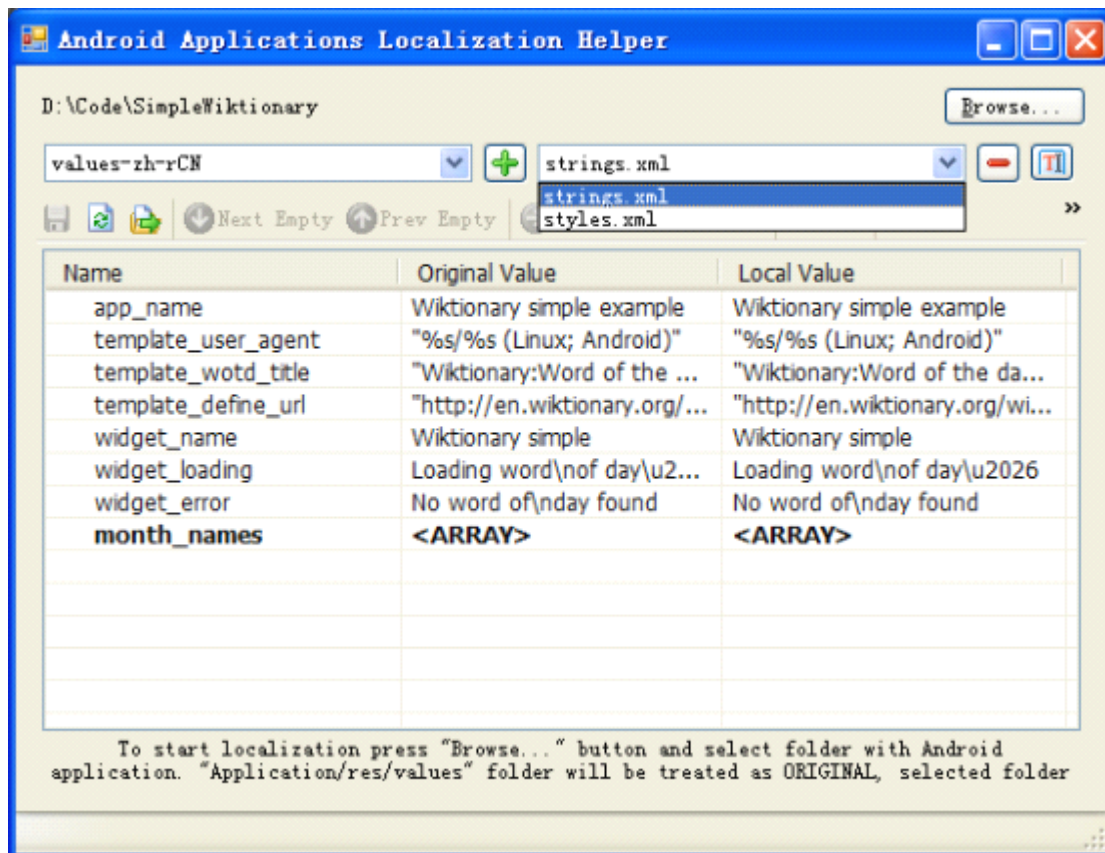 Android Applications Localization Helper
D:\Code\SimpleWiktionary Browse...
values-zh-rCN strings.xml
strings.xml
Next Empty Prev Empty styles.xml »
Name Original Value Local Value
app_name Wiktionary simple example Wiktionary simple example
template_user_agent "%s/%s (Linux; Android)" "%s/%s (Linux; Android)"
template_wotd_title "Wiktionary:Word of the ... "Wiktionary:Word of the da...
template_define_url "http://en.wiktionary.org/... "http://en.wiktionary.org/wi...
widget_name Wiktionary simple Wiktionary simple
widget_loading Loading word\nof day\u2... Loading word\nof day\u2026
widget_error No word of\nday found No word of\nday found
month_names <ARRAY> <ARRAY>
To start localization press "Browse..." button and select folder with Android
application. "Application/res/values" folder will be treated as ORIGINAL, selected folder